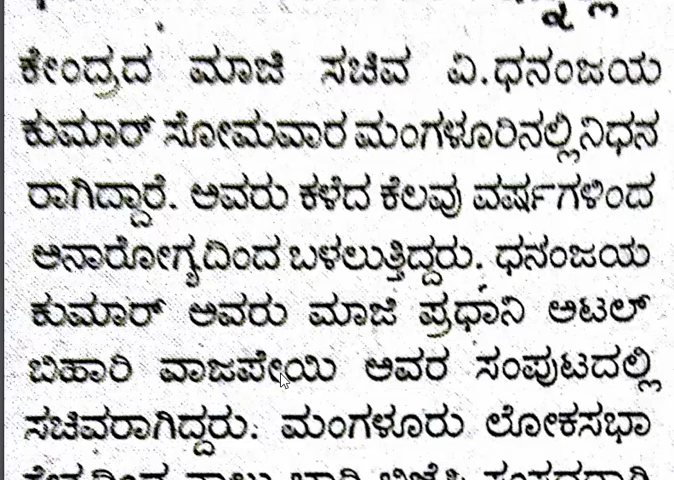 ಕೇಂದ್ರದ ಮಾಜಿ ಸಚಿವ ವಿ.ಧನಂಜಯ
ಕುಮಾರ್ ಸೋಮವಾರ ಮಂಗಳೂರಿನಲ್ಲಿ ನಿಧನ
ರಾಗಿದ್ದಾರೆ. ಅವರು ಕಳೆದ ಕೆಲವು ವರ್ಷಗಳಿಂದ
ಅನಾರೋಗ್ಯದಿಂದ ಬಳಲುತ್ತಿದ್ದರು. ಧನಂಜಯ
ಕುಮಾರ್ ಅವರು ಮಾಜಿ ಪ್ರಧಾನಿ ಅಟಲ್
ಬಿಹಾರಿ ವಾಜಪೇಯಿ ಅವರ ಸಂಪುಟದಲ್ಲಿ
ಸಚಿವರಾಗಿದ್ದರು. ಮಂಗಳೂರು ಲೋಕಸಭಾ